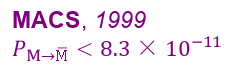 MACS, 1999
P_{M→M̅} < 8.3 × 10^{−11}